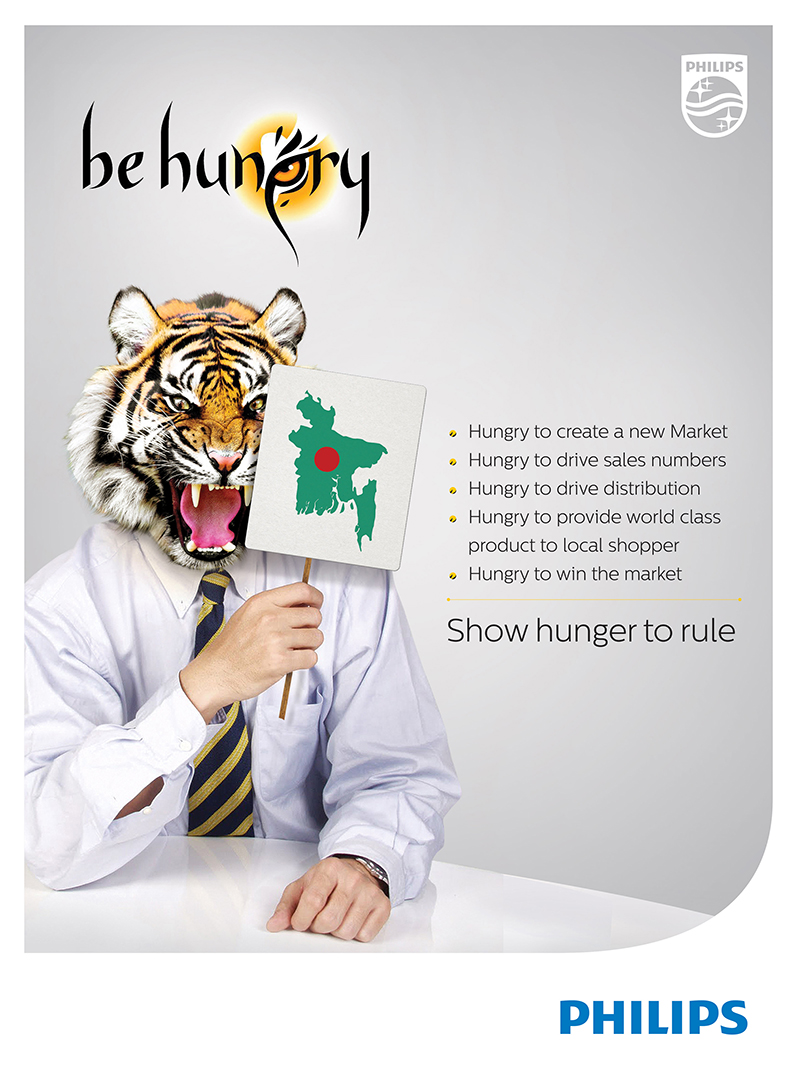 PHILIPS
be hungry
Hungry to create a new Market
Hungry to drive sales numbers
Hungry to drive distribution
Hungry to provide world class
product to local shopper
Hungry to win the market
Show hunger to rule
PHILIPS